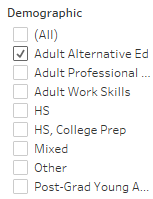 Demographic
(All)
Adult Alternative Ed
Adult Professional ...
Adult Work Skills
HS
HS, College Prep
Mixed
Other
Post-Grad Young A...